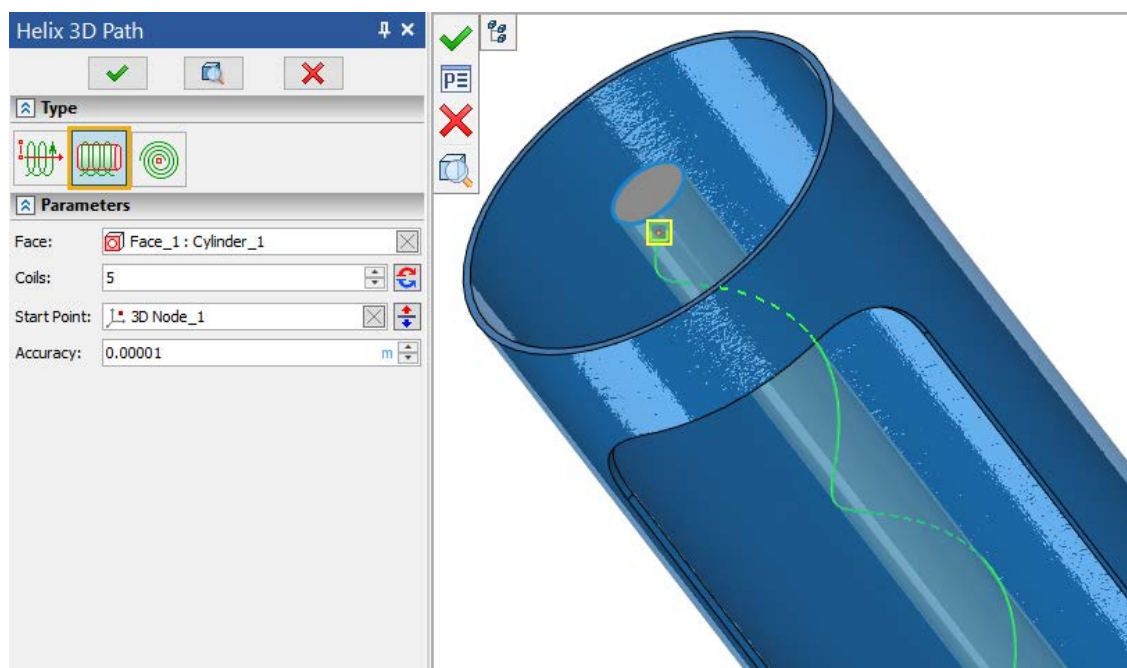 Helix 3D Path
Type
Parameters
Face: Face_1 : Cylinder_1
Coils: 5
Start Point: 3D Node_1
Accuracy: 0.00001 m